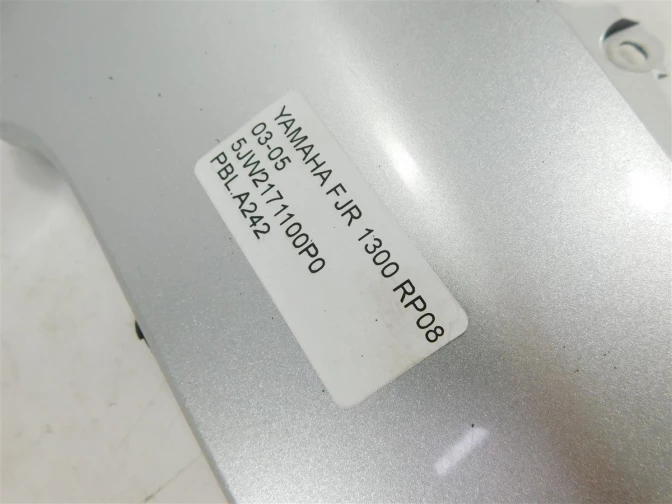 YAMAHA FJR 1300 RP08
03-05
5JW2171100P0
PBL.A242